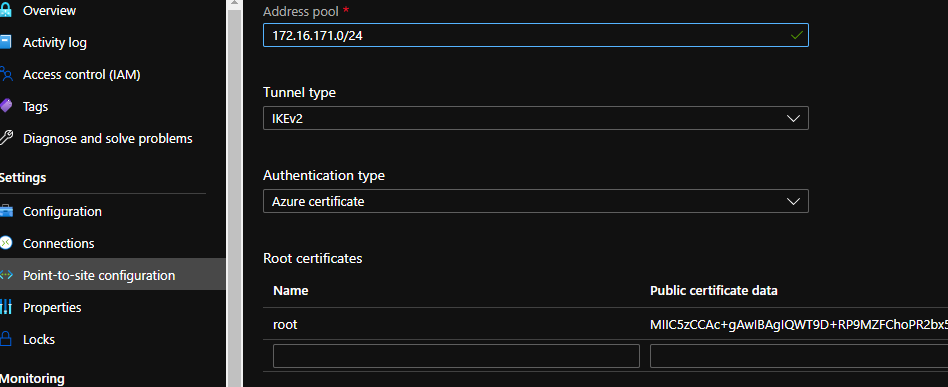 Overview
Activity log
Access control (IAM)
Tags
Diagnose and solve problems
Settings
Configuration
Connections
Point-to-site configuration
Properties
Locks
Monitoring
Address pool *
172.16.171.0/24
Tunnel type
IKEv2
Authentication type
Azure certificate
Root certificates
Name Public certificate data
root MIIC5zCCAc+gAwIBAgIQWT9D+RP9MZFChoPR2bx5